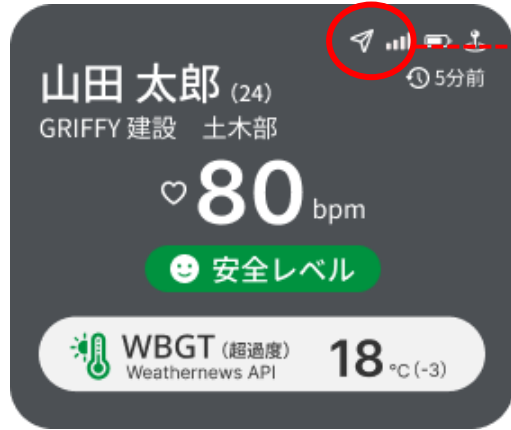 山田 太郎 (24)
5分前
GRIFFY 建設　土木部
80 bpm
安全レベル
WBGT (超過度)
Weathernews API
18 °C (-3)